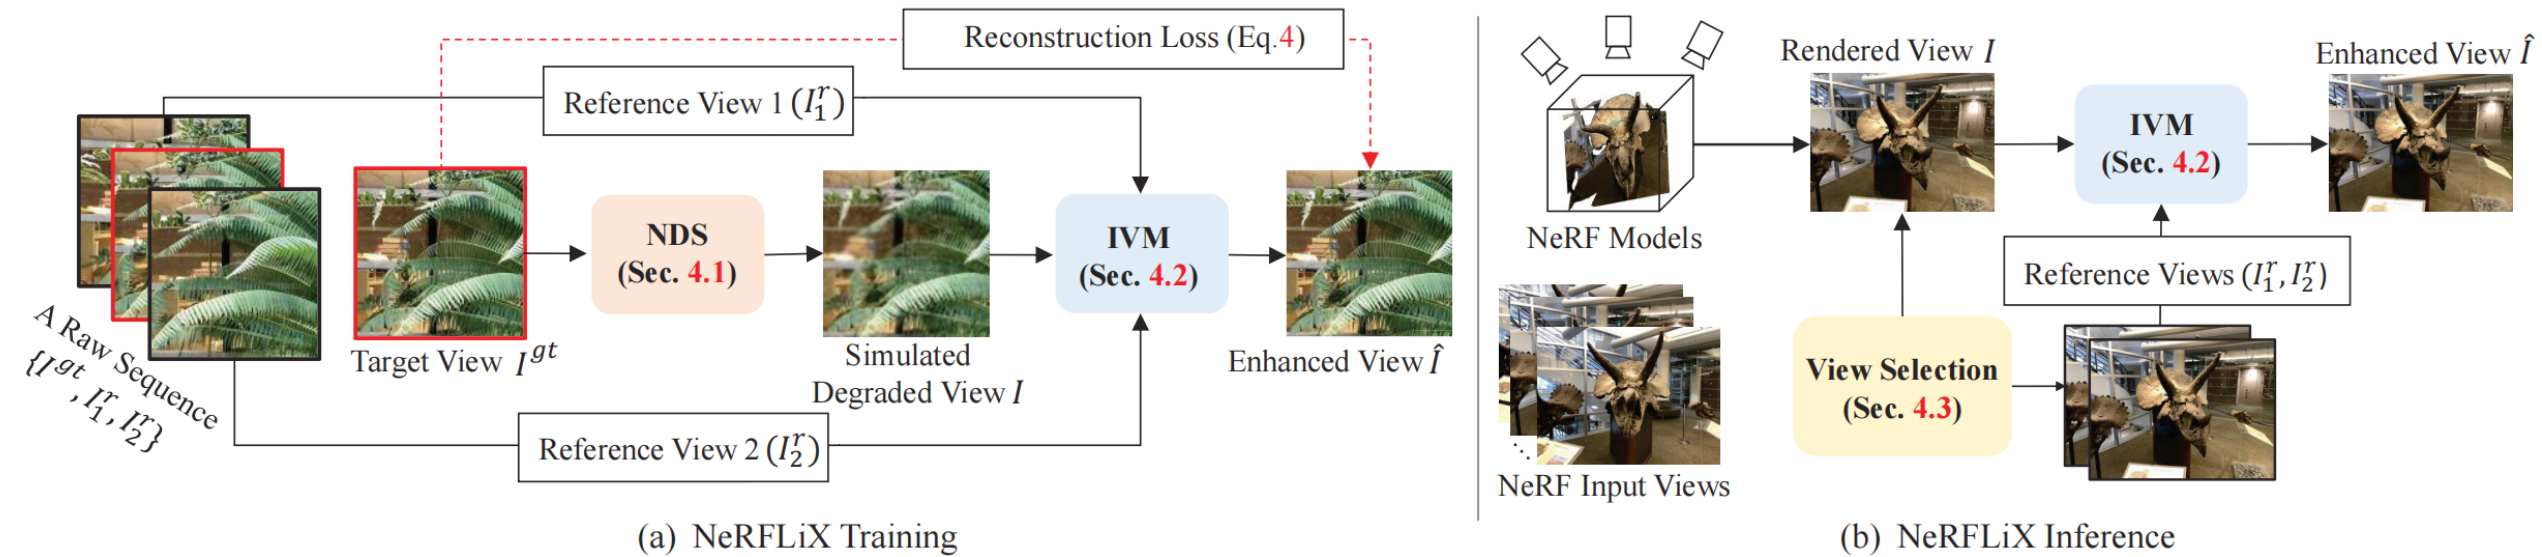 Reconstruction Loss (Eq.4)
Reference View 1 (I₁ʳ)
NDS
(Sec. 4.1)
IVM
(Sec. 4.2)
A Raw Sequence
{Iᵍᵗ, I₁ʳ, I₂ʳ}
Target View Iᵍᵗ
Simulated
Degraded View I
Enhanced View Î
Reference View 2 (I₂ʳ)
(a) NeRFLiX Training
Rendered View I
Enhanced View Î
IVM
(Sec. 4.2)
NeRF Models
Reference Views (I₁ʳ, I₂ʳ)
View Selection
(Sec. 4.3)
NeRF Input Views
(b) NeRFLiX Inference